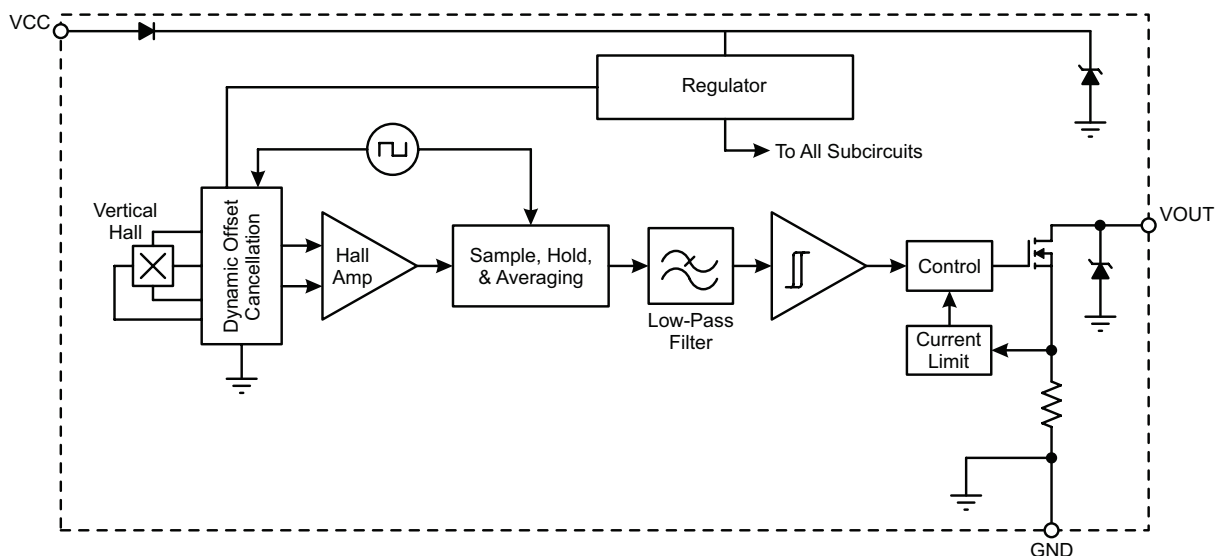 VCC
Regulator
To All Subcircuits
Vertical
Hall
Dynamic Offset
Cancellation
Hall
Amp
Sample, Hold,
& Averaging
Low-Pass
Filter
Control
Current
Limit
VOUT
GND